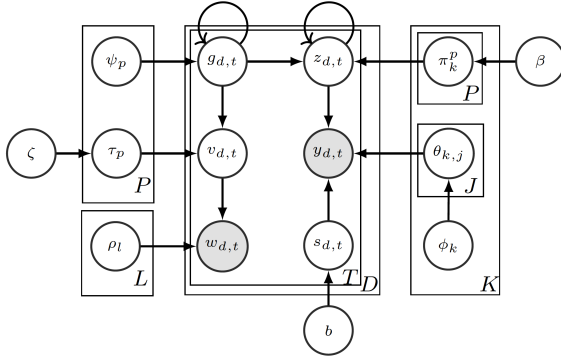 ψ_p g_{d,t} z_{d,t} π_k^p β
P
ζ τ_p v_{d,t} y_{d,t} θ_{k,j}
P J
ρ_l w_{d,t} s_{d,t} ϕ_k
L T D K
b